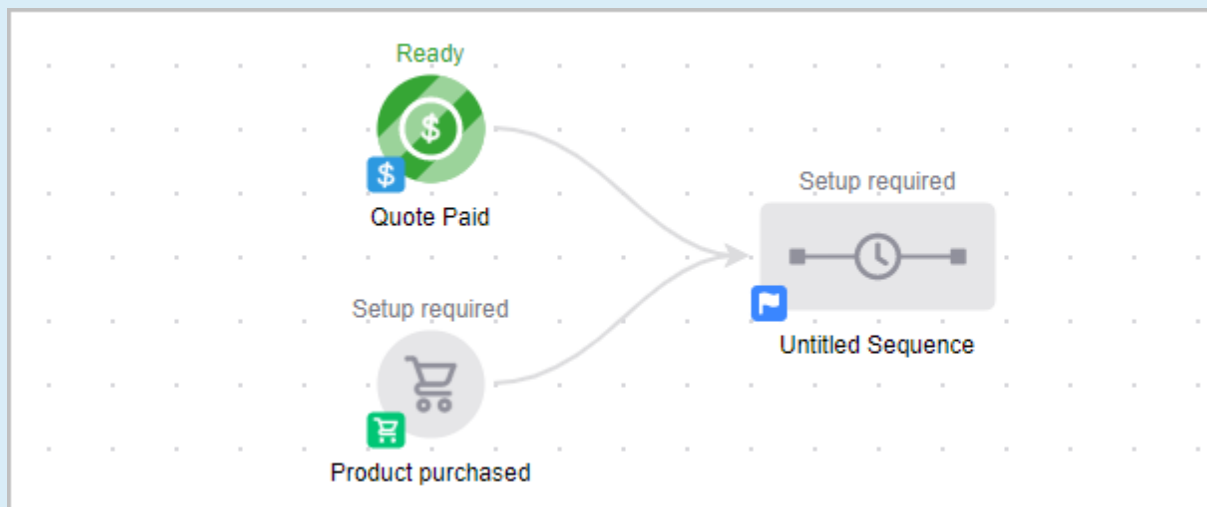 Ready
$
$
Quote Paid
Setup required
Untitled Sequence
Setup required
Product purchased